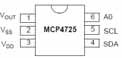 VOUT 1 6 A0
VSS 2 MCP4725 5 SCL
VDD 3 4 SDA